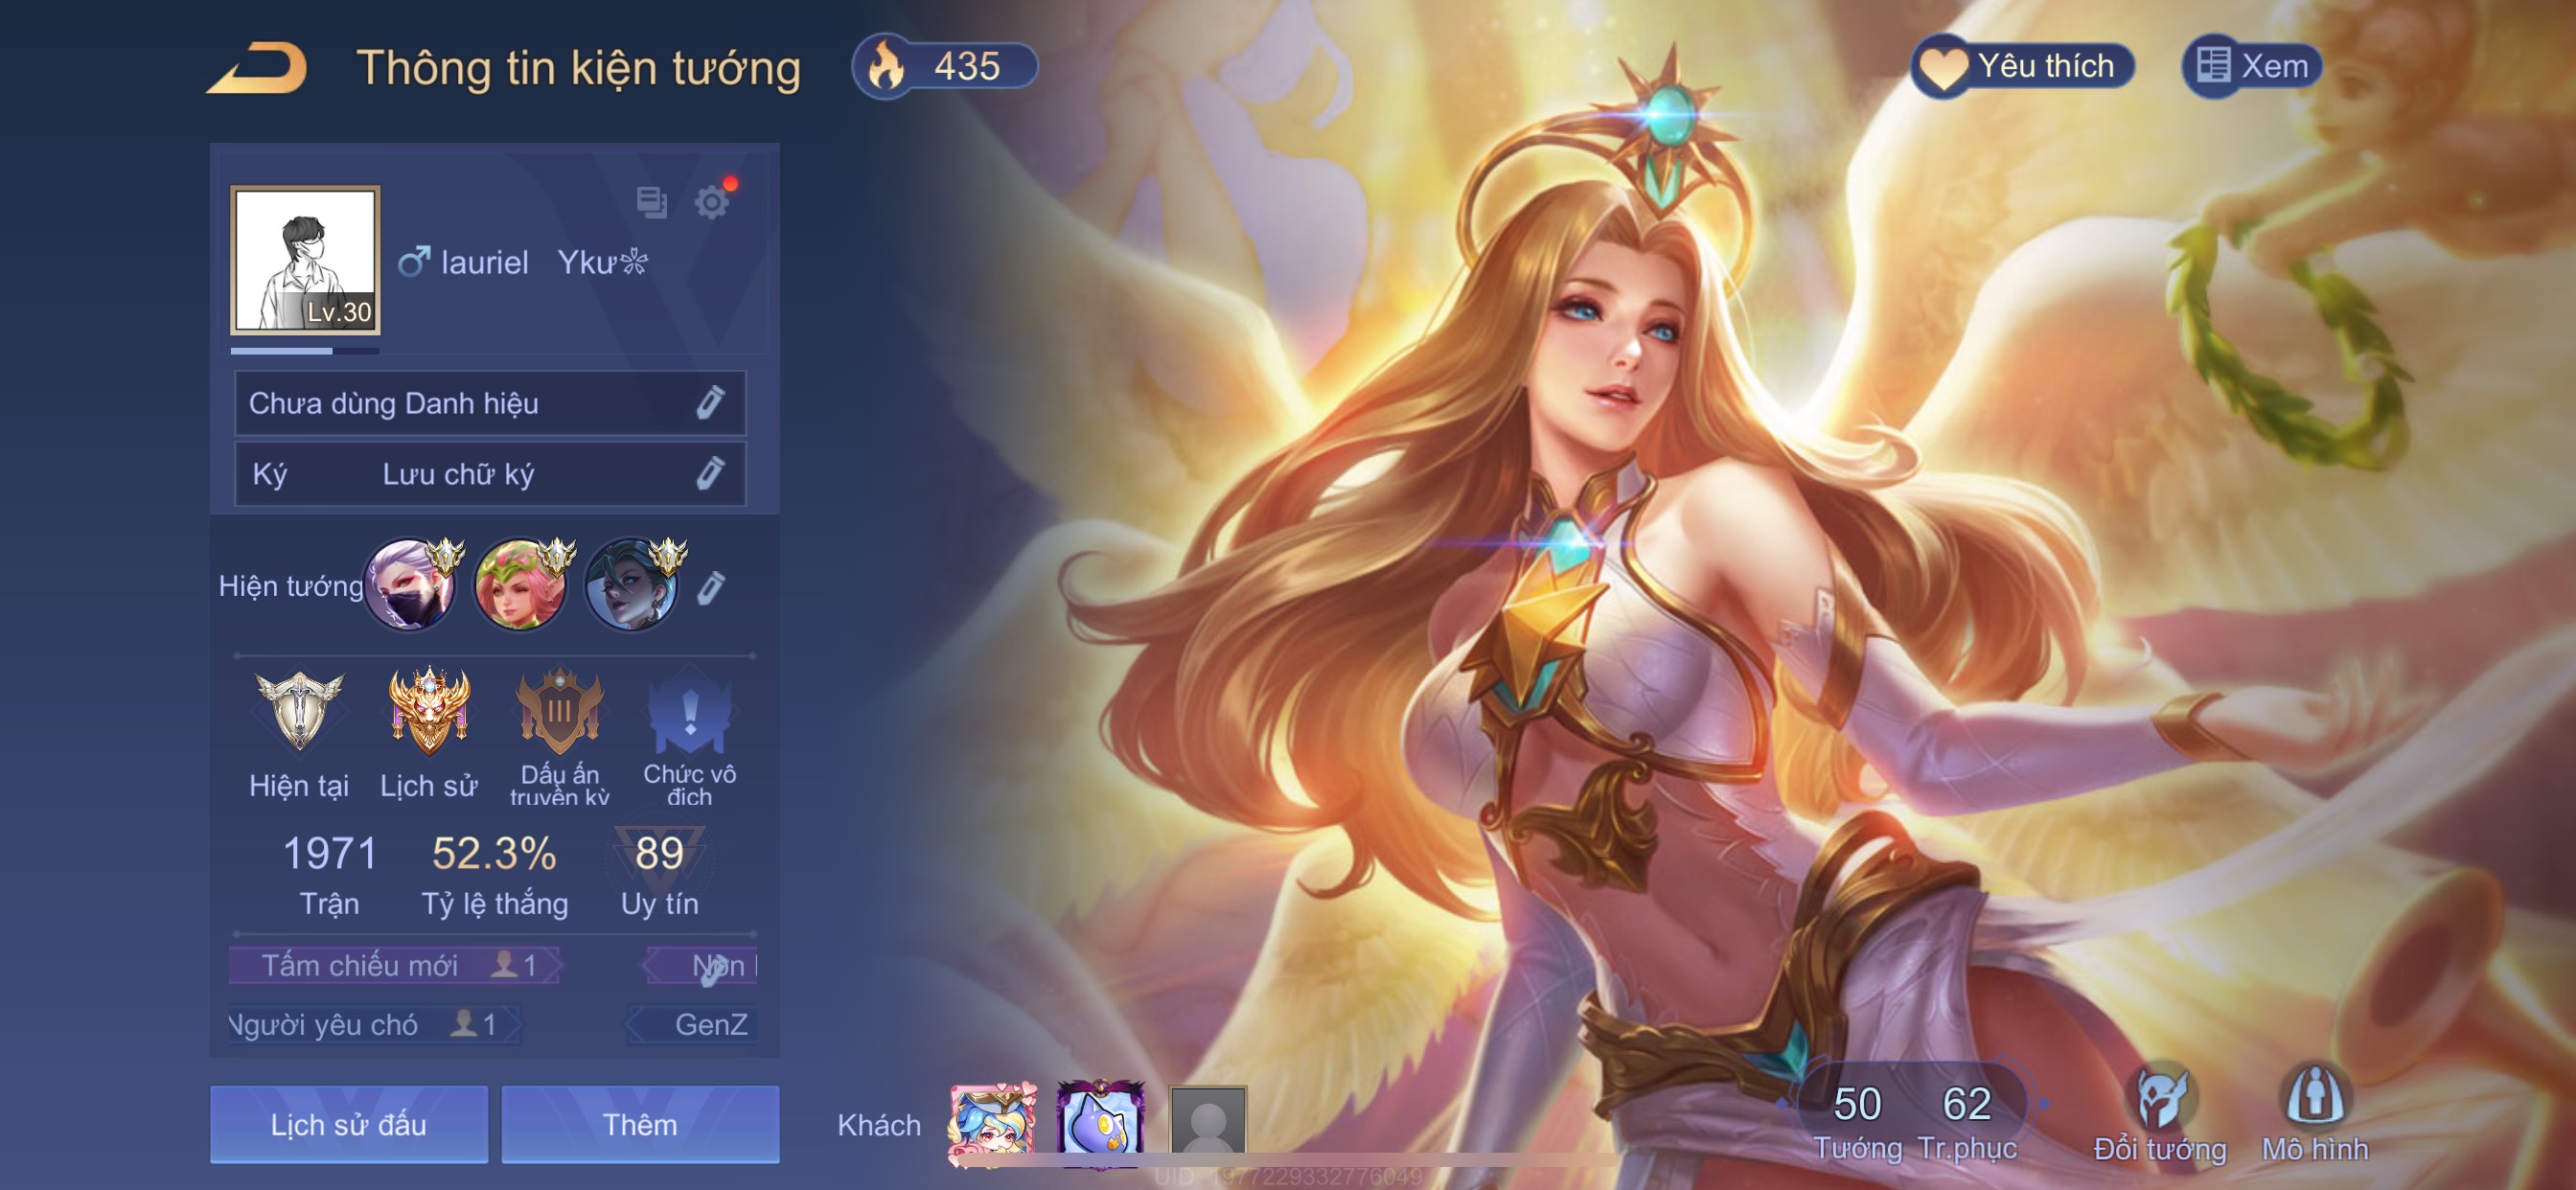 Thông tin kiện tướng
435
Yêu thích
Xem
lauriel Ykư
Lv.30
Chưa dùng Danh hiệu
Ký Lưu chữ ký
Hiện tướng
III
Hiện tại
Lịch sử
Dấu ấn
truyền kỳ
Chức vô
địch
1971
52.3%
89
Trận
Tỷ lệ thắng
Uy tín
Tấm chiếu mới 1
Người yêu chó 1
GenZ
Lịch sử đấu
Thêm
Khách
50
62
Tướng
Tr.phục
Đổi tướng
Mô hình
UID: 1977229332776049